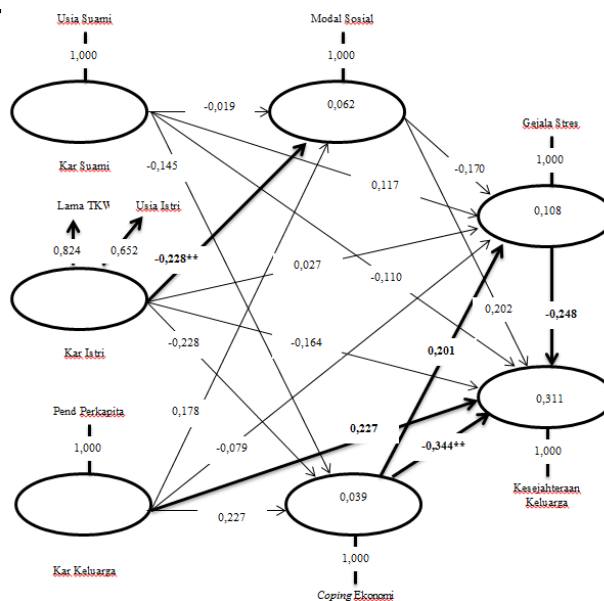 Usia Suami
Modal Sosial
1,000
1,000
-0,019
0,062
Gejala Stres
Kar Suami
-0,145
-0,170
1,000
Lama TKW
Usia Istri
0,117
0,108
0,824
0,652
-0,228**
0,027
-0,110
0,202
-0,248
Kar Istri
-0,228
-0,164
0,201
Pend Perkapita
0,178
0,311
1,000
-0,079
0,227
-0,344**
1,000
0,039
Kesejahteraan
Keluarga
0,227
Kar Keluarga
1,000
Coping Ekonomi